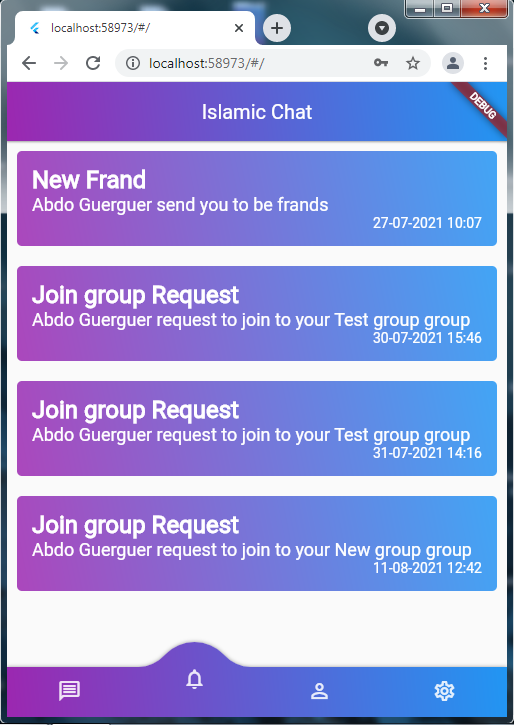 localhost:58973/#/
localhost:58973/#/
Islamic Chat
DEBUG
New Frand
Abdo Guerguer send you to be frands
27-07-2021 10:07
Join group Request
Abdo Guerguer request to join to your Test group group
30-07-2021 15:46
Join group Request
Abdo Guerguer request to join to your Test group group
31-07-2021 14:16
Join group Request
Abdo Guerguer request to join to your New group group
11-08-2021 12:42